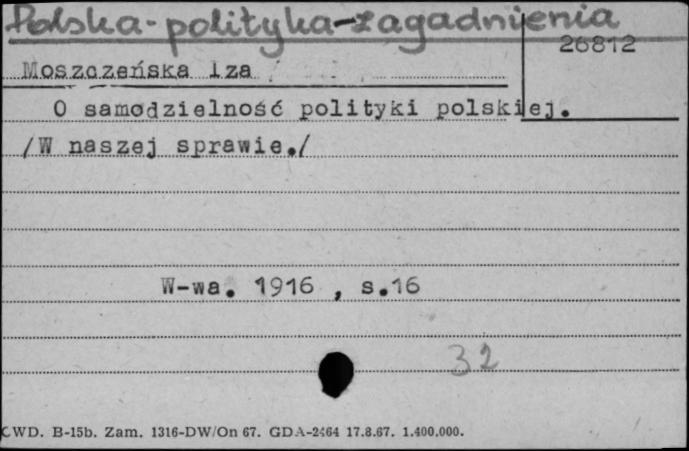 Polska-polityka-zagadnienia
26812
Moszczeńska Iza
O samodzielność polityki polskiej.
/W naszej sprawie./
W-wa. 1916 , s.16
32
CWD. B-15b. Zam. 1316-DW/On 67. GDA-2464 17.8.67. 1.400.000.